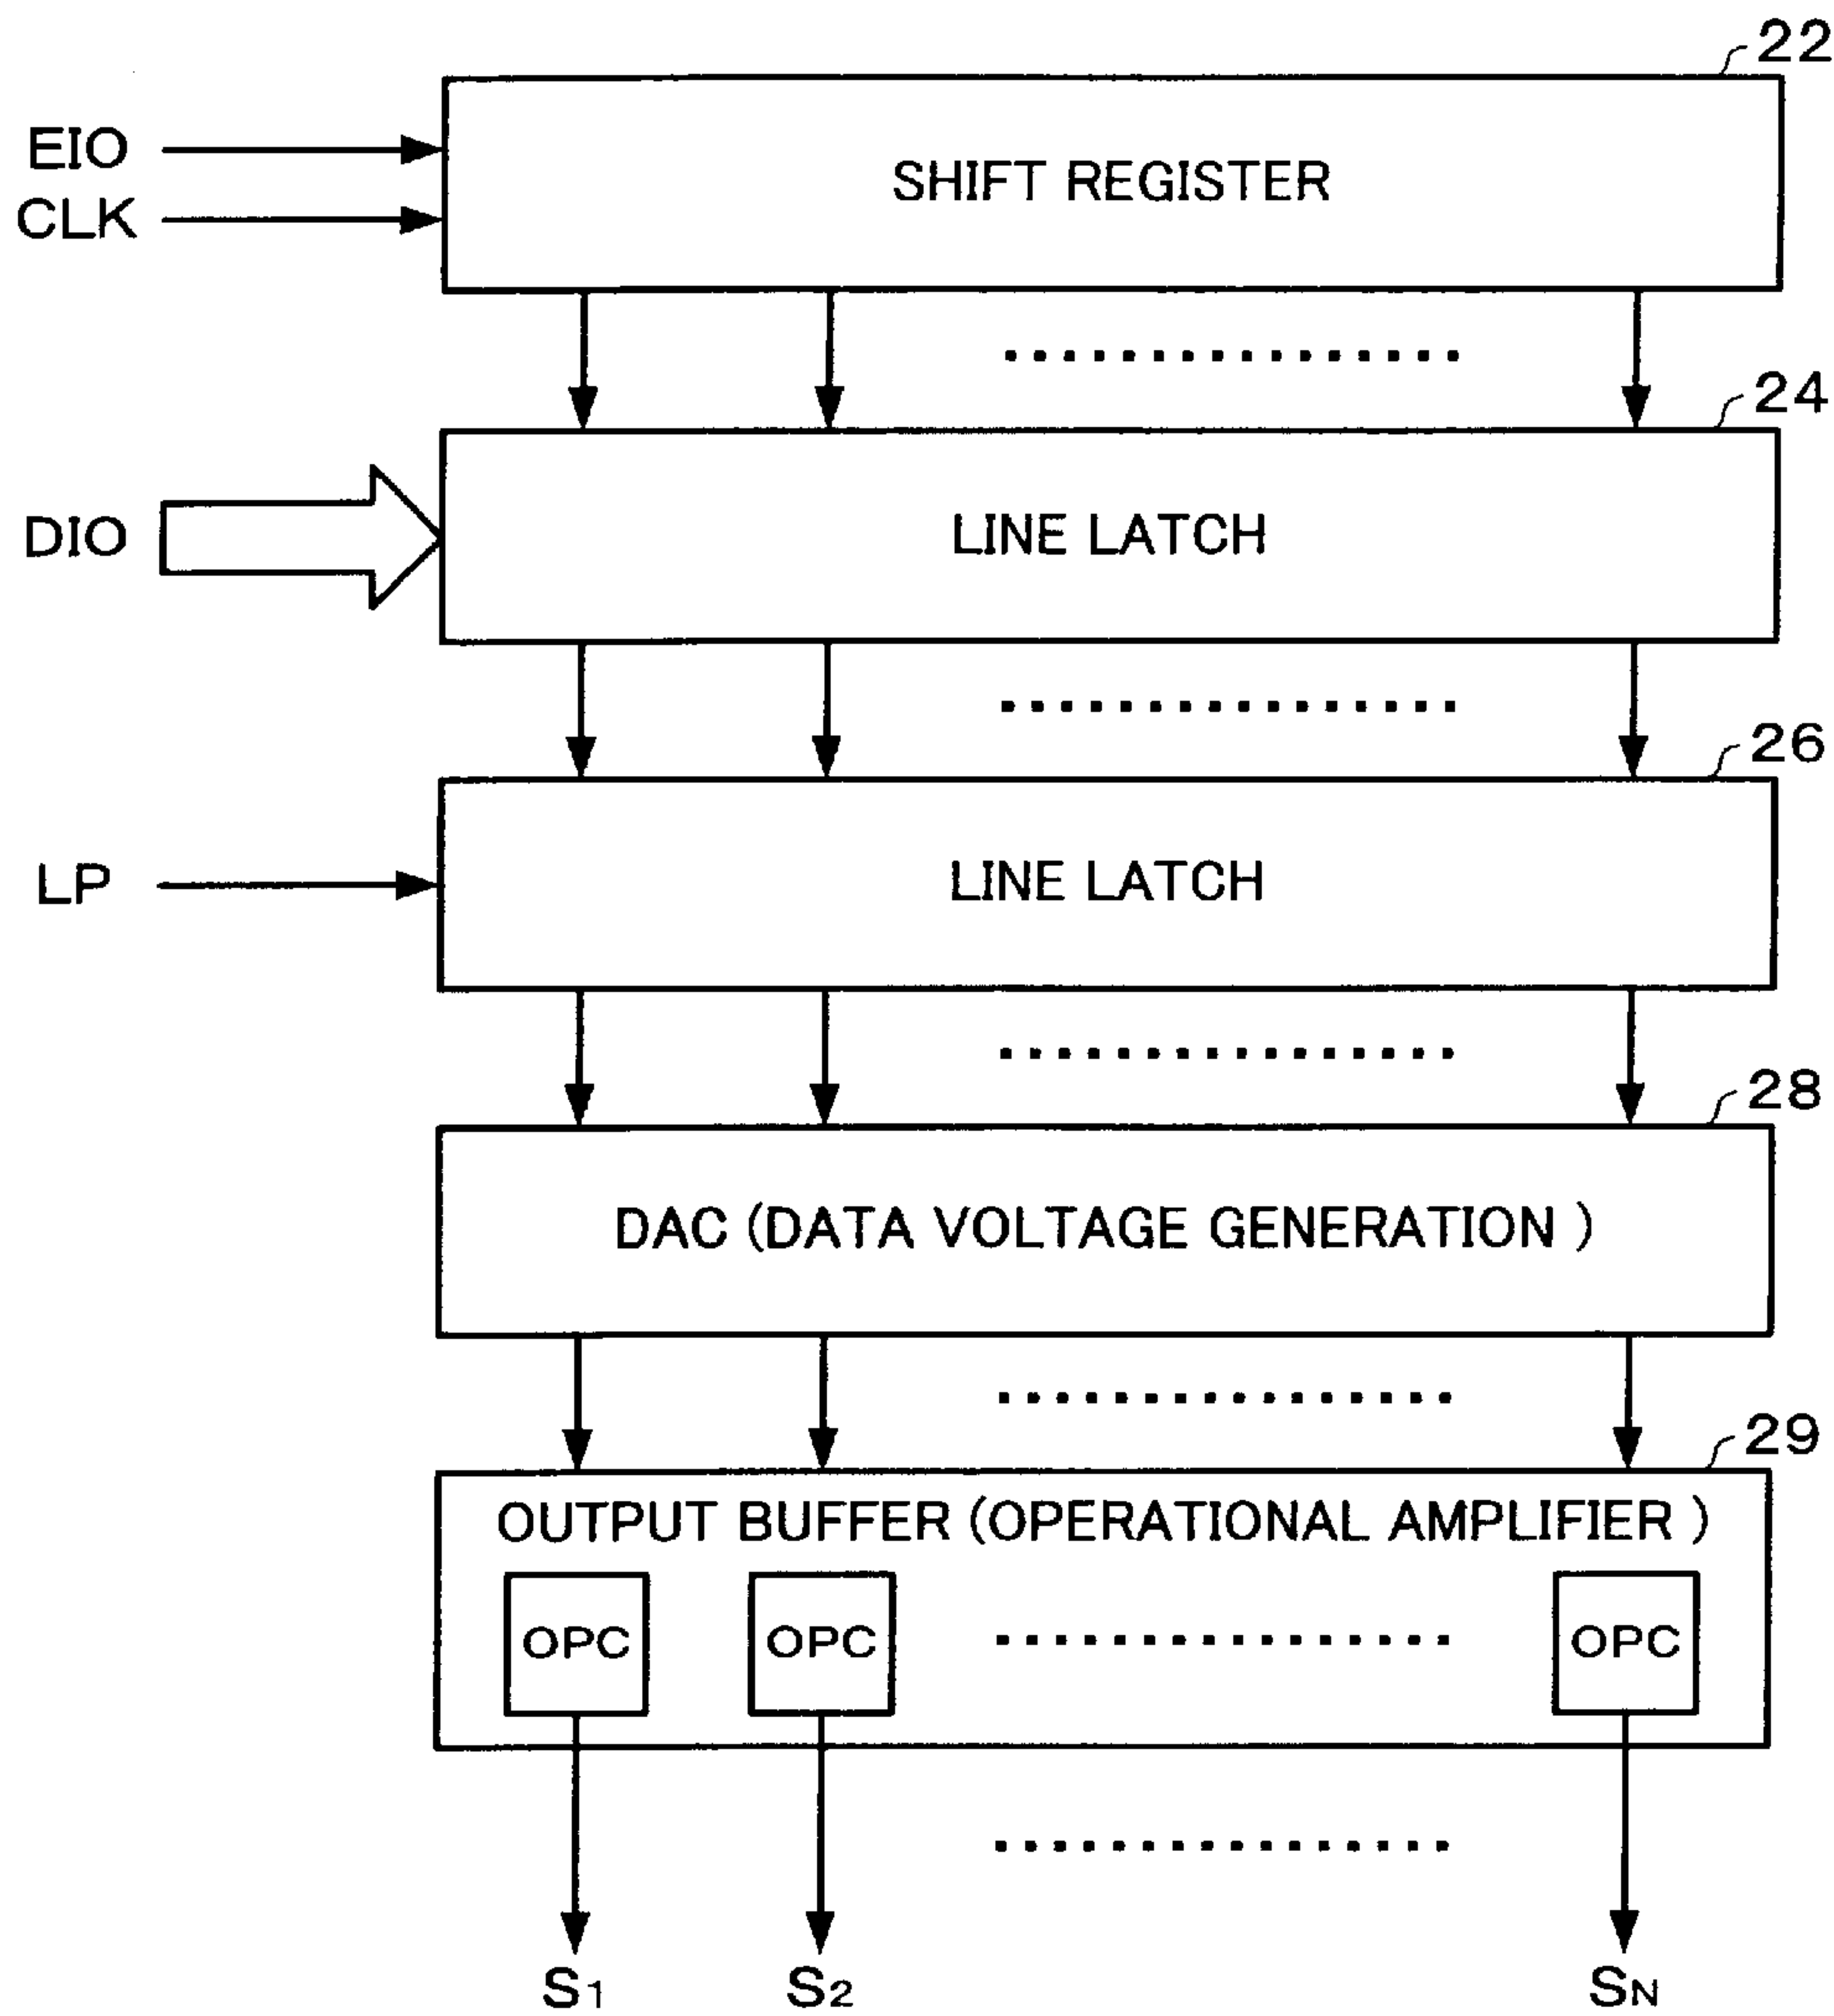 22
EIO
CLK
SHIFT REGISTER
24
DIO
LINE LATCH
26
LP
LINE LATCH
28
DAC (DATA VOLTAGE GENERATION )
29
OUTPUT BUFFER (OPERATIONAL AMPLIFIER )
OPC OPC OPC
S1 S2 SN